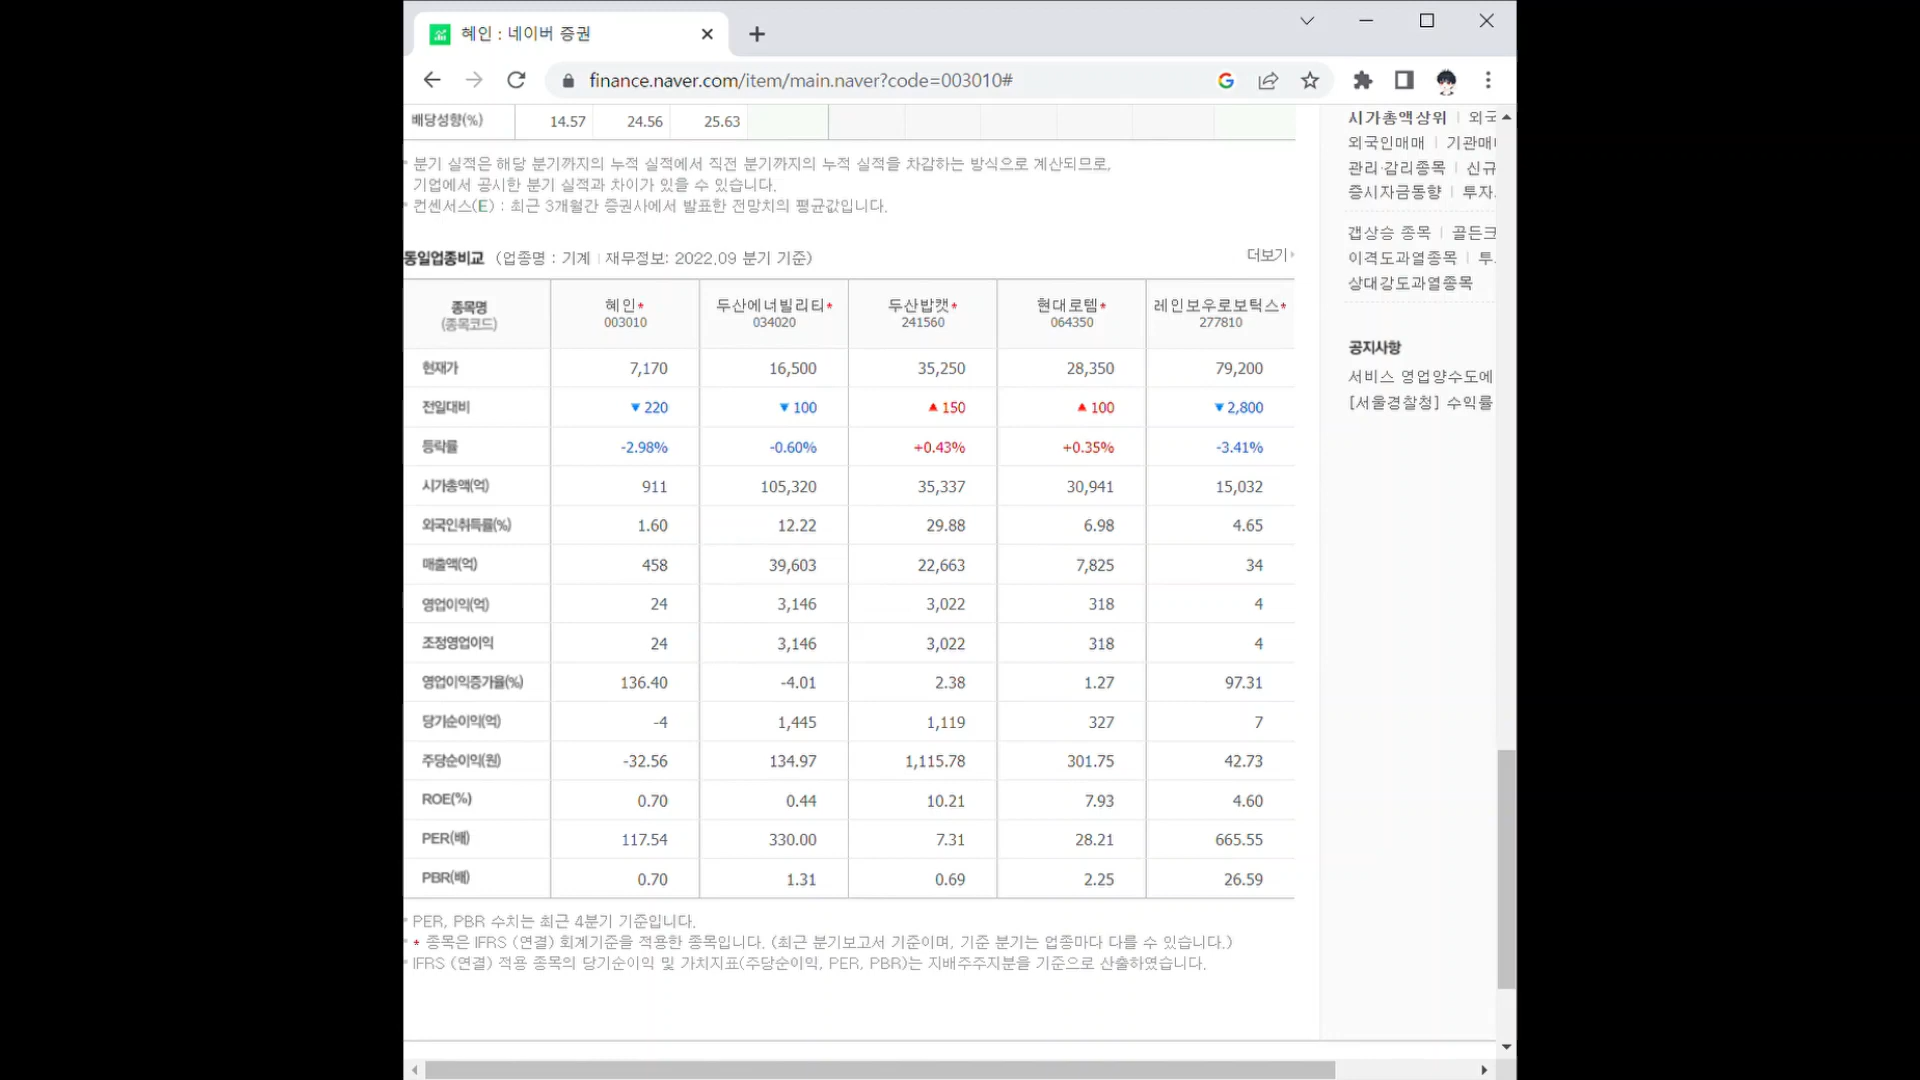 혜인 : 네이버 증권
finance.naver.com/item/main.naver?code=003010#
배당성향(%) 14.57 24.56 25.63
분기 실적은 해당 분기까지의 누적 실적에서 직전 분기까지의 누적 실적을 차감하는 방식으로 계산되므로,
기업에서 공시한 분기 실적과 차이가 있을 수 있습니다.
컨센서스(E) : 최근 3개월간 증권사에서 발표한 전망치의 평균값입니다.
동일업종비교 (업종명 : 기계 | 재무정보: 2022.09 분기 기준) 더보기
종목명 혜인* 두산에너빌리티* 두산밥캣* 현대로템* 레인보우로보틱스*
(종목코드) 003010 034020 241560 064350 277810
현재가 7,170 16,500 35,250 28,350 79,200
전일대비 ▼220 ▼100 ▲150 ▲100 ▼2,800
등락률 -2.98% -0.60% +0.43% +0.35% -3.41%
시가총액(억) 911 105,320 35,337 30,941 15,032
외국인취득률(%) 1.60 12.22 29.88 6.98 4.65
매출액(억) 458 39,603 22,663 7,825 34
영업이익(억) 24 3,146 3,022 318 4
조정영업이익 24 3,146 3,022 318 4
영업이익증가율(%) 136.40 -4.01 2.38 1.27 97.31
당기순이익(억) -4 1,445 1,119 327 7
주당순이익(원) -32.56 134.97 1,115.78 301.75 42.73
ROE(%) 0.70 0.44 10.21 7.93 4.60
PER(배) 117.54 330.00 7.31 28.21 665.55
PBR(배) 0.70 1.31 0.69 2.25 26.59
PER, PBR 수치는 최근 4분기 기준입니다.
* 종목은 IFRS (연결) 회계기준을 적용한 종목입니다. (최근 분기보고서 기준이며, 기준 분기는 업종마다 다를 수 있습니다.)
IFRS (연결) 적용 종목의 당기순이익 및 가치지표(주당순이익, PER, PBR)는 지배주주지분을 기준으로 산출하였습니다.
시가총액상위 | 외국
외국인매매 | 기관매
관리·감리종목 | 신규
증시자금동향 | 투자
갭상승 종목 | 골든크
이격도과열종목 | 투
상대강도과열종목
공지사항
서비스 영업양수도에
[서울경찰청] 수익률